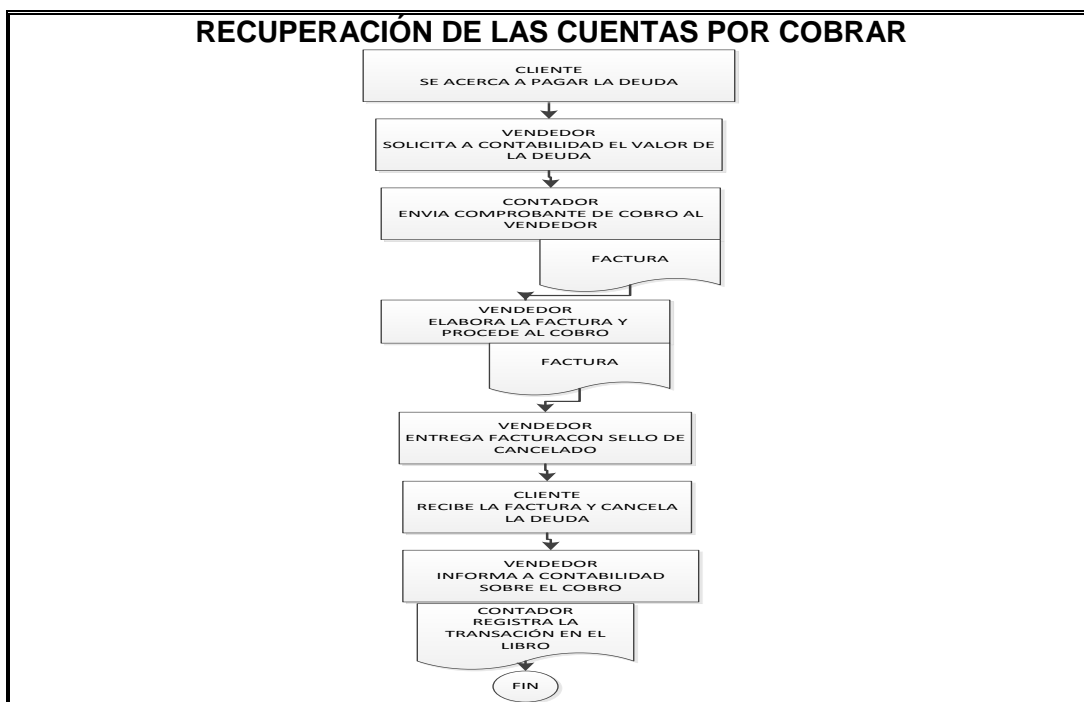 RECUPERACIÓN DE LAS CUENTAS POR COBRAR
CLIENTE
SE ACERCA A PAGAR LA DEUDA
VENDEDOR
SOLICITA A CONTABILIDAD EL VALOR DE
LA DEUDA
CONTADOR
ENVIA COMPROBANTE DE COBRO AL
VENDEDOR
FACTURA
VENDEDOR
ELABORA LA FACTURA Y
PROCEDE AL COBRO
FACTURA
VENDEDOR
ENTREGA FACTURACON SELLO DE
CANCELADO
CLIENTE
RECIBE LA FACTURA Y CANCELA
LA DEUDA
VENDEDOR
INFORMA A CONTABILIDAD
SOBRE EL COBRO
CONTADOR
REGISTRA LA
TRANSACIÓN EN EL
LIBRO
FIN